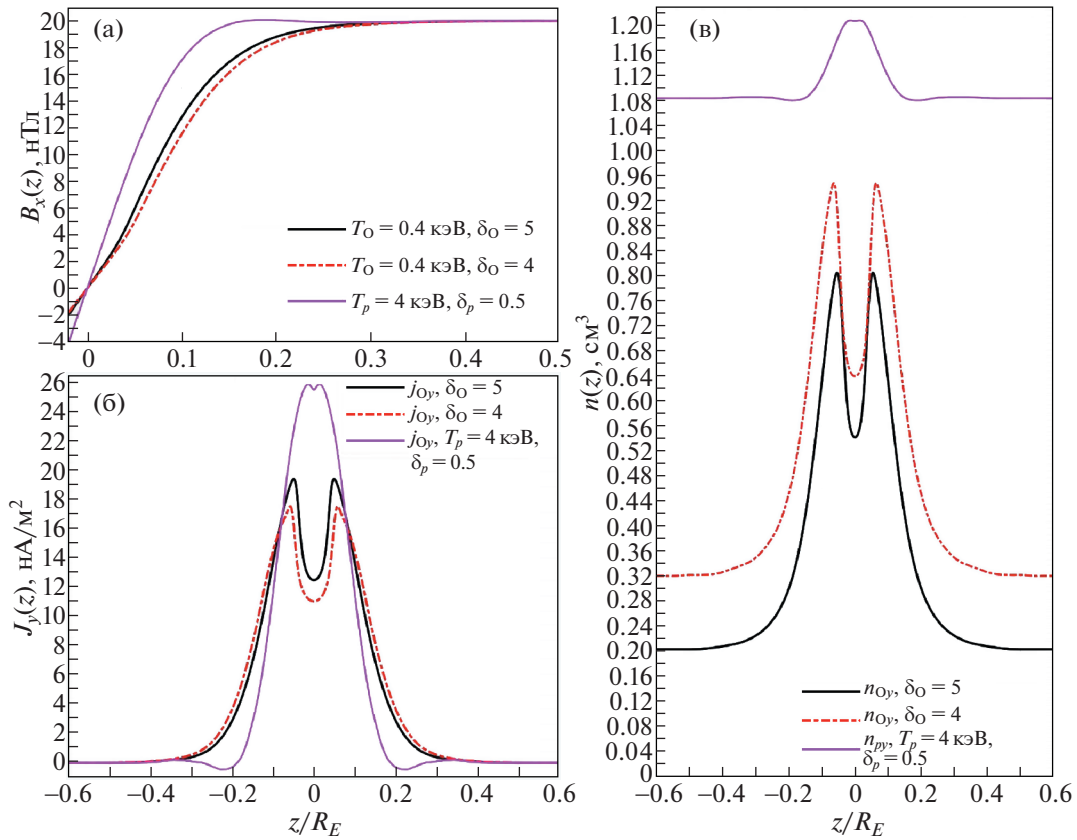 (а)
20
18
16
14
12
10
8
6
4
2
0
−2
−4
B_x(z), нТл
T_O = 0.4 кэВ, δ_O = 5
T_O = 0.4 кэВ, δ_O = 4
T_p = 4 кэВ, δ_p = 0.5
0 0.1 0.2 0.3 0.4 0.5
(б)
26
24
22
20
18
16
14
12
10
8
6
4
2
0
J_y(z), нА/м²
j_Oy, δ_O = 5
j_Oy, δ_O = 4
j_Oy, T_p = 4 кэВ,
δ_p = 0.5
−0.6 −0.4 −0.2 0 0.2 0.4 0.6
z/R_E
(в)
1.20
1.16
1.12
1.08
1.04
1.00
0.96
0.92
0.88
0.84
0.80
0.76
0.72
0.68
0.64
0.60
0.56
0.52
0.48
0.44
0.40
0.36
0.32
0.28
0.24
0.20
0.16
0.12
0.08
0.04
0
n(z), см³
n_Oy, δ_O = 5
n_Oy, δ_O = 4
n_py, T_p = 4 кэВ,
δ_p = 0.5
−0.6 −0.4 −0.2 0 0.2 0.4 0.6
z/R_E